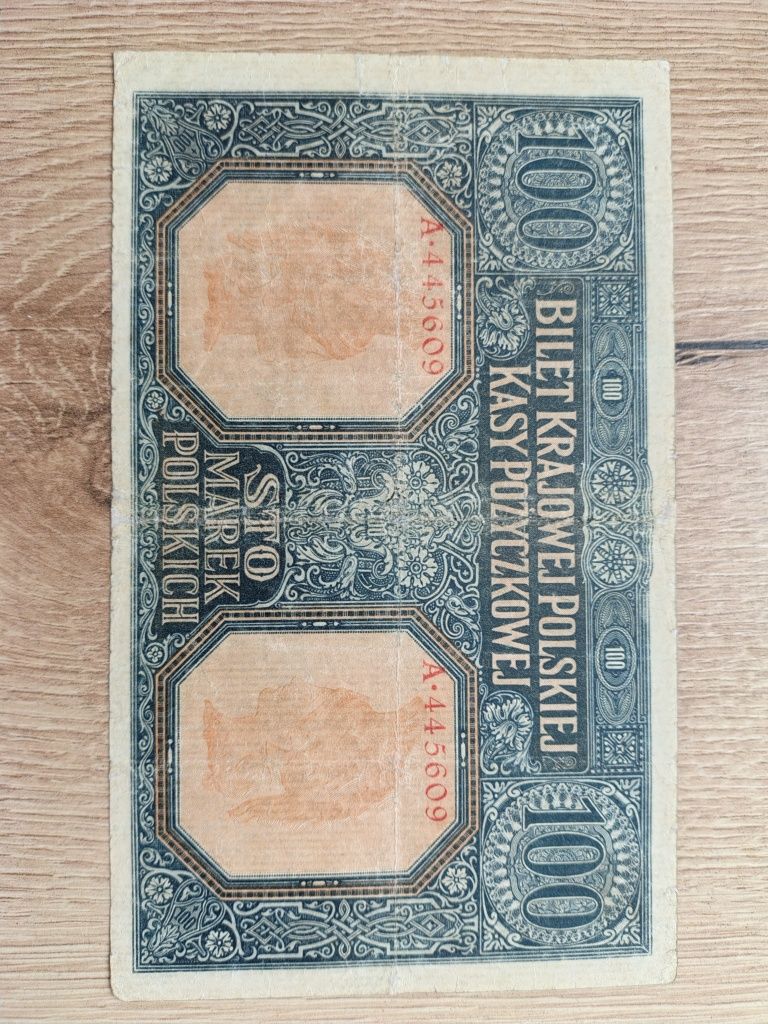 100 100 100 100
BILET KRAJOWEJ POLSKIEJ
KASY POŻYCZKOWEJ
A·445609 A·445609
STO
MAREK
POLSKICH